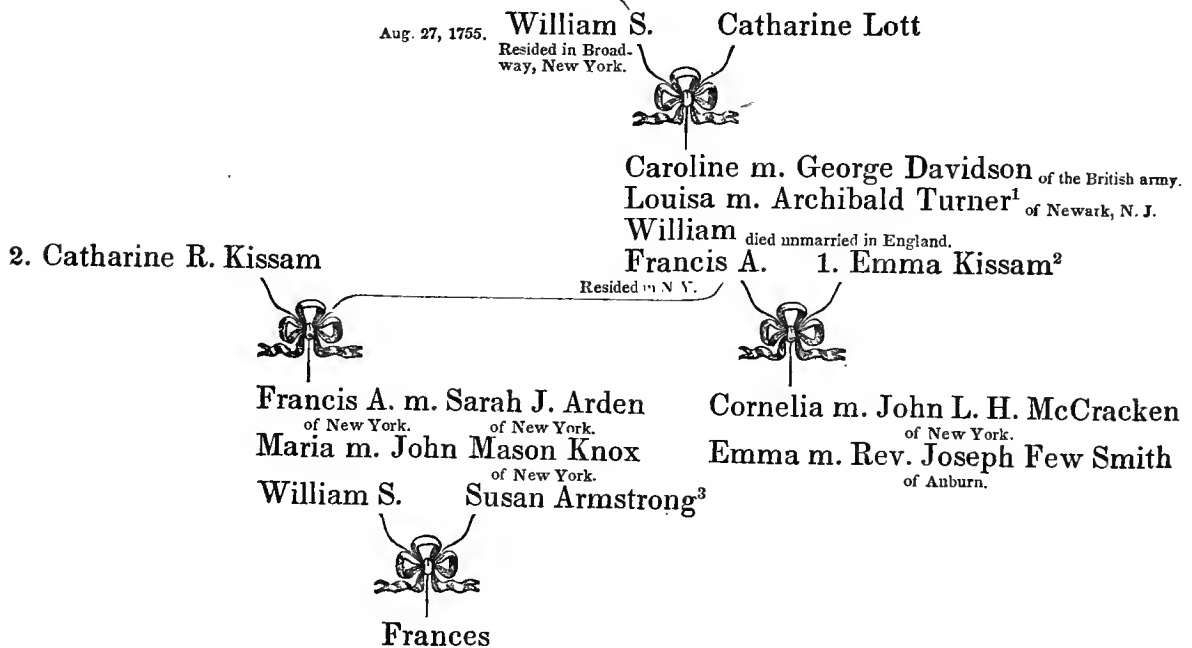 Aug. 27, 1755. William S. Catharine Lott
Resided in Broad-
way, New York.
Caroline m. George Davidson of the British army.
Louisa m. Archibald Turner¹ of Newark, N. J.
William died unmarried in England.
2. Catharine R. Kissam
Francis A. 1. Emma Kissam²
Resided in N Y.
Francis A. m. Sarah J. Arden
of New York. of New York.
Maria m. John Mason Knox
of New York.
William S. Susan Armstrong³
Cornelia m. John L. H. McCracken
of New York.
Emma m. Rev. Joseph Few Smith
of Auburn.
Frances